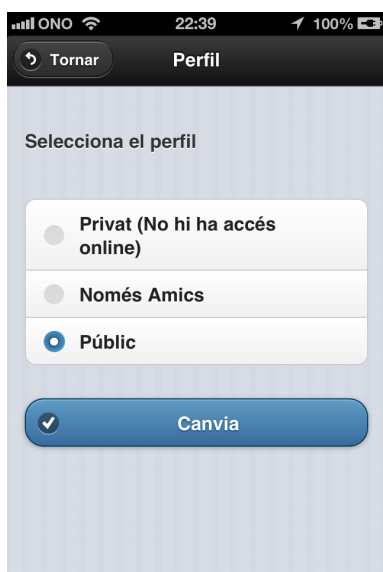 ONO 22:39 100%
Tornar Perfil
Selecciona el perfil
Privat (No hi ha accés
online)
Només Amics
Públic
Canvia